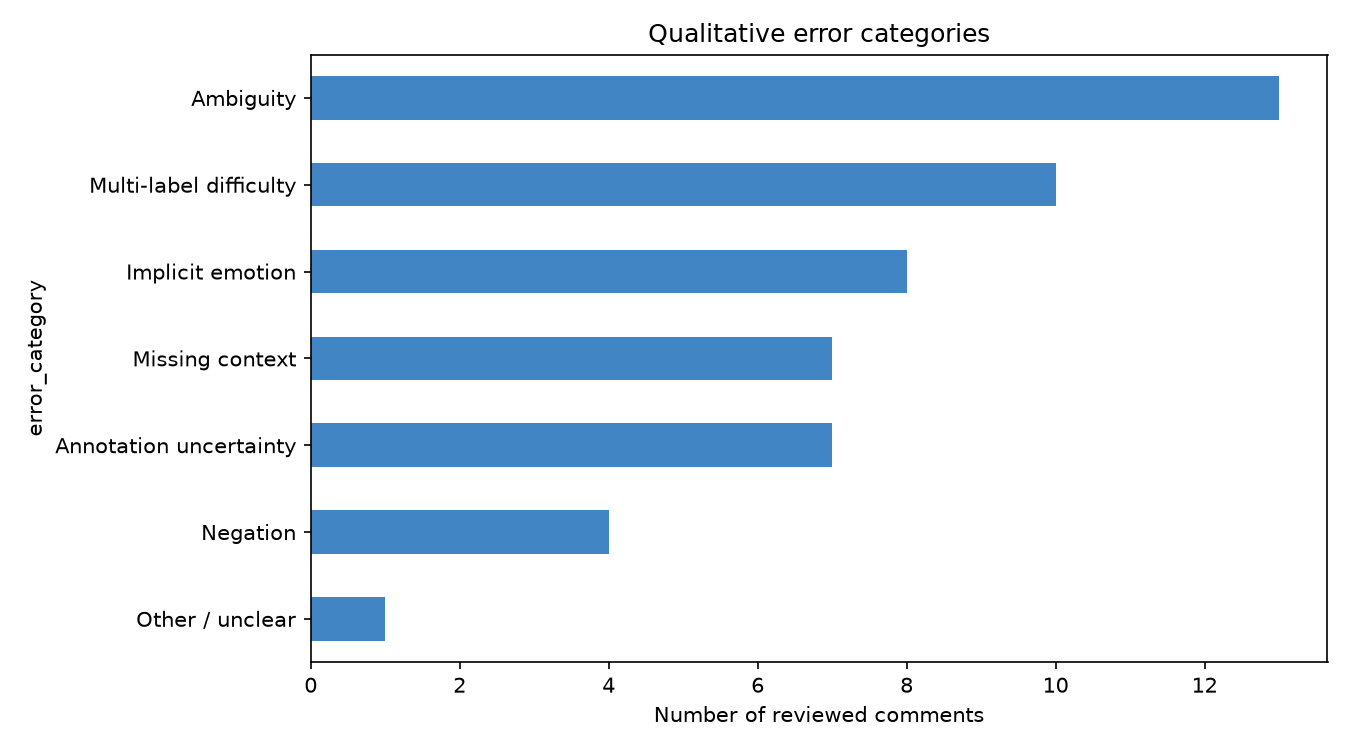 Qualitative error categories
error_category
Ambiguity
Multi-label difficulty
Implicit emotion
Missing context
Annotation uncertainty
Negation
Other / unclear
0 2 4 6 8 10 12
Number of reviewed comments